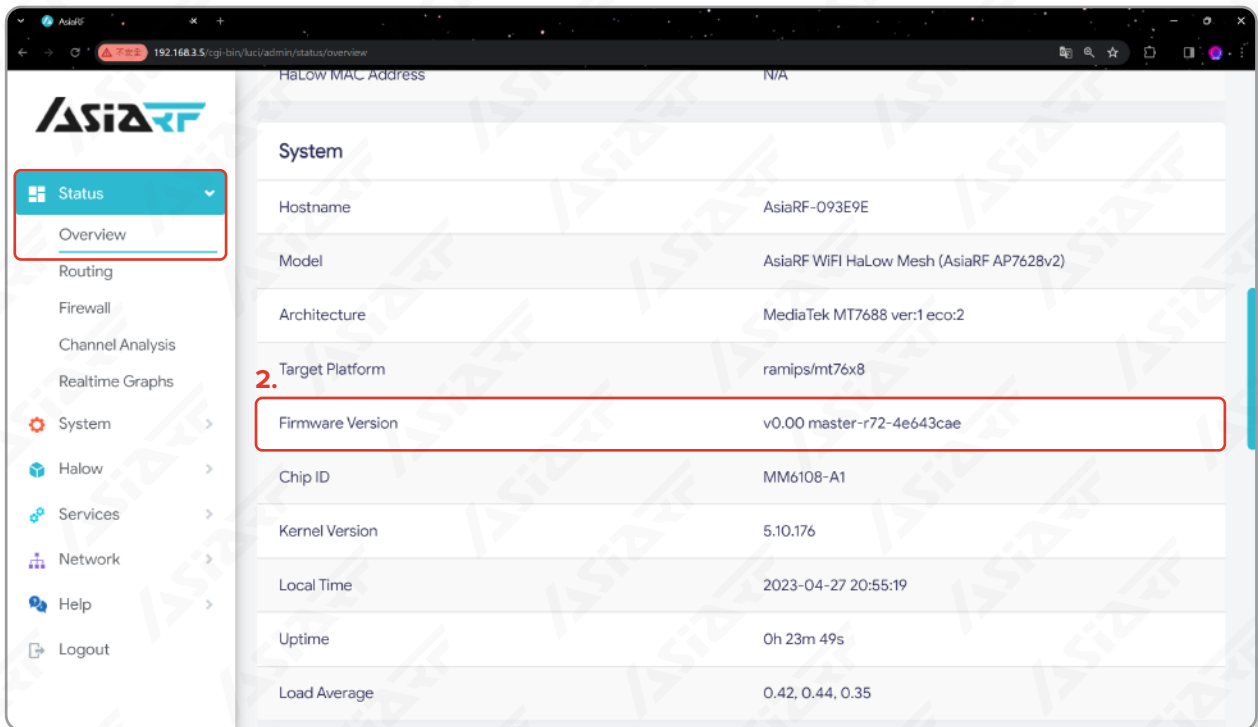 AsiaRF
不安全 192.168.3.5/cgi-bin/luci/admin/status/overview
AsiaRF
Status
Overview
Routing
Firewall
Channel Analysis
Realtime Graphs
System
Halow
Services
Network
Help
Logout
HaLow MAC Address N/A
System
Hostname AsiaRF-093E9E
Model AsiaRF WiFI HaLow Mesh (AsiaRF AP7628v2)
Architecture MediaTek MT7688 ver:1 eco:2
Target Platform ramips/mt76x8
2.
Firmware Version v0.00 master-r72-4e643cae
Chip ID MM6108-A1
Kernel Version 5.10.176
Local Time 2023-04-27 20:55:19
Uptime 0h 23m 49s
Load Average 0.42, 0.44, 0.35